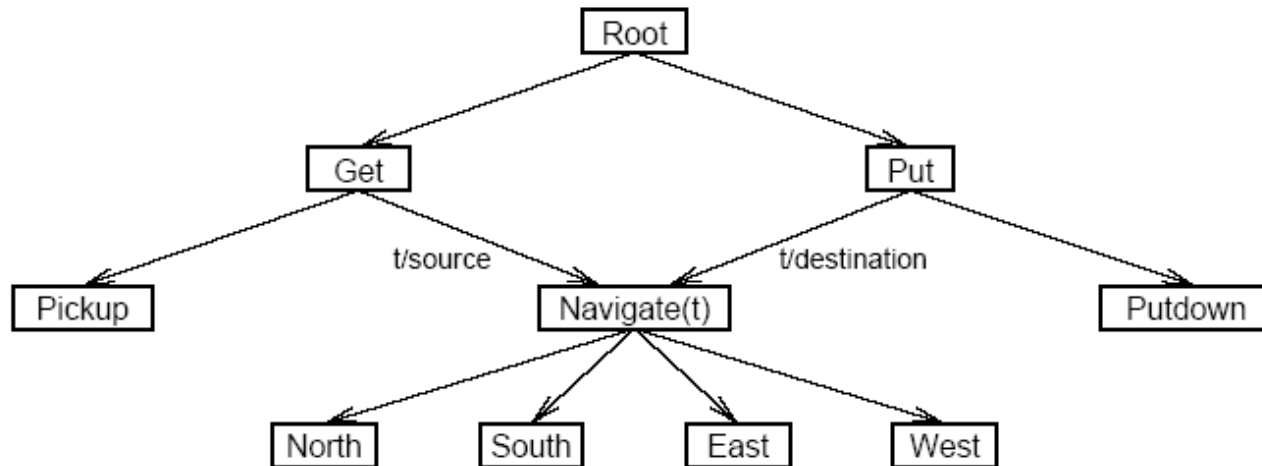 Root
Get
Put
t/source
t/destination
Pickup
Navigate(t)
Putdown
North
South
East
West